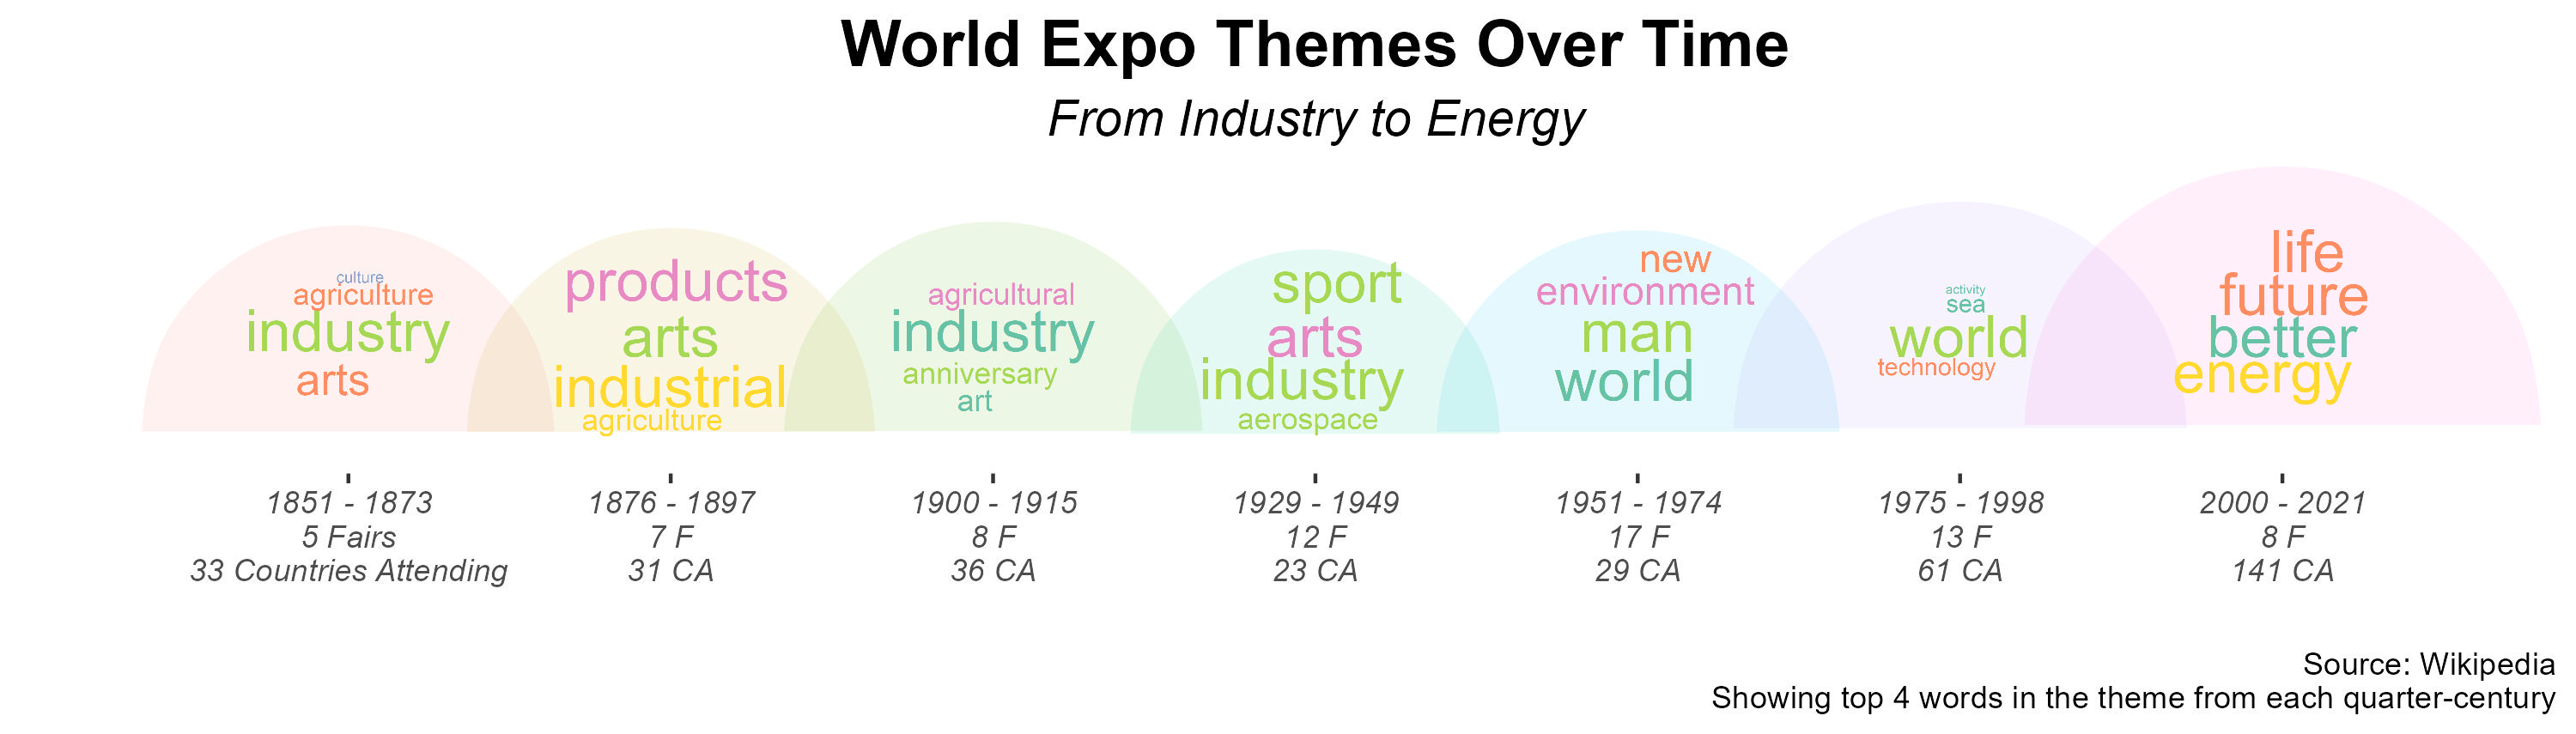 World Expo Themes Over Time
From Industry to Energy
culture
agriculture
industry
arts
products
arts
industrial
agriculture
agricultural
industry
anniversary
art
sport
arts
industry
aerospace
new
environment
man
world
activity
sea
world
technology
life
future
better
energy
1851 - 1873
5 Fairs
33 Countries Attending
1876 - 1897
7 F
31 CA
1900 - 1915
8 F
36 CA
1929 - 1949
12 F
23 CA
1951 - 1974
17 F
29 CA
1975 - 1998
13 F
61 CA
2000 - 2021
8 F
141 CA
Source: Wikipedia
Showing top 4 words in the theme from each quarter-century